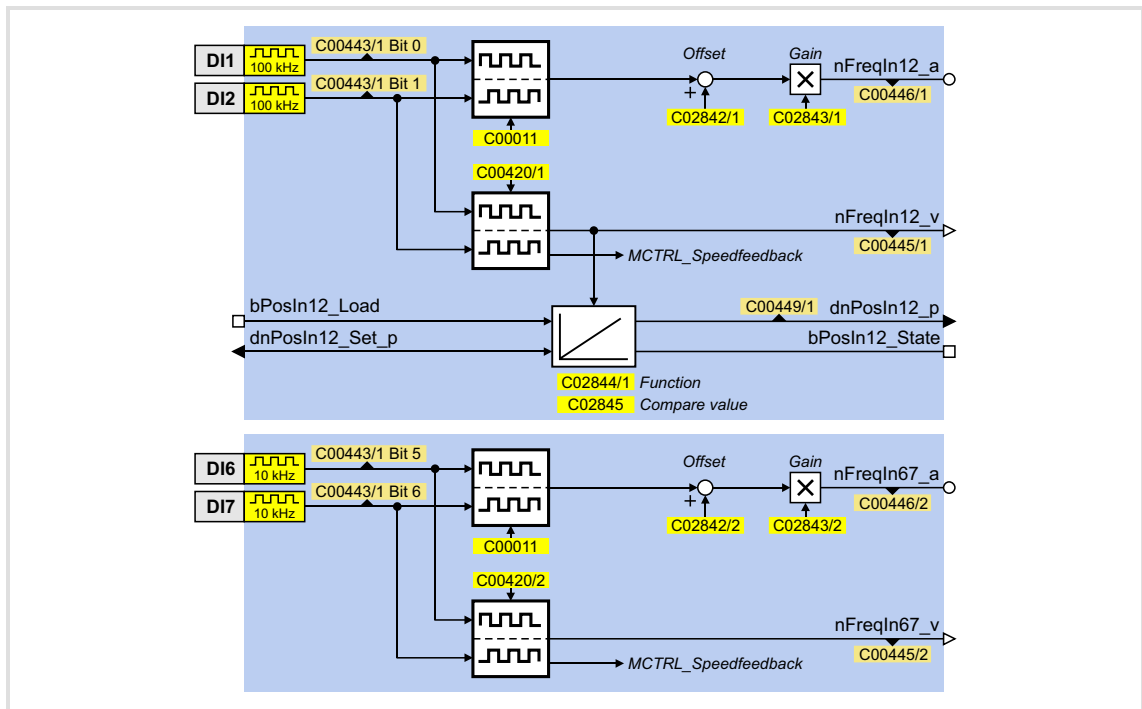 DI1
100 kHz
C00443/1 Bit 0
DI2
100 kHz
C00443/1 Bit 1
C00011
Offset
+
C02842/1
Gain
C02843/1
nFreqIn12_a
C00446/1
C00420/1
MCTRL_Speedfeedback
nFreqIn12_v
C00445/1
bPosIn12_Load
dnPosIn12_Set_p
C00449/1
dnPosIn12_p
bPosIn12_State
C02844/1 Function
C02845 Compare value
DI6
10 kHz
C00443/1 Bit 5
DI7
10 kHz
C00443/1 Bit 6
C00011
Offset
+
C02842/2
Gain
C02843/2
nFreqIn67_a
C00446/2
C00420/2
MCTRL_Speedfeedback
nFreqIn67_v
C00445/2